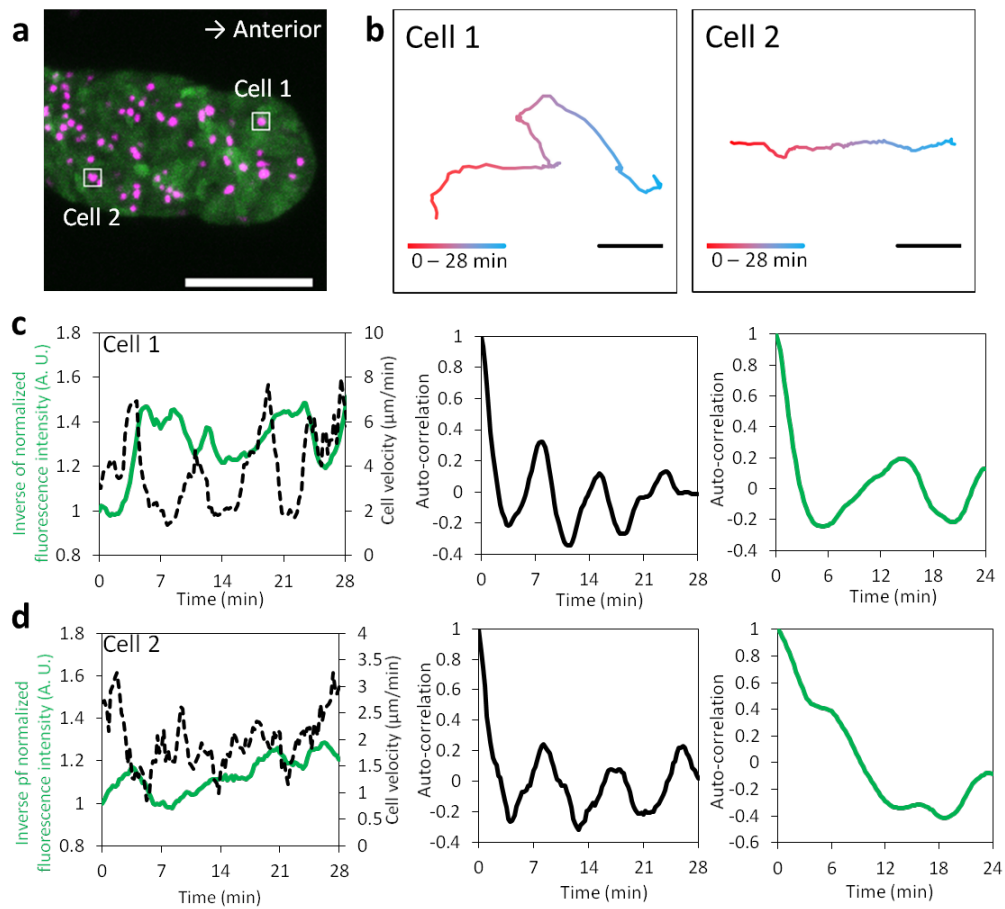 a
→ Anterior
Cell 1
Cell 2
b
Cell 1
0 – 28 min
Cell 2
0 – 28 min
c
Cell 1
Inverse of normalized
fluorescence intensity (A. U.)
1.8
1.6
1.4
1.2
1
0.8
10
8
6
4
2
0
Cell velocity (µm/min)
0 7 14 21 28
Time (min)
Auto-correlation
1
0.8
0.6
0.4
0.2
0
-0.2
-0.4
0 7 14 21 28
Time (min)
Auto-correlation
1
0.8
0.6
0.4
0.2
0
-0.2
-0.4
0 6 12 18 24
Time (min)
d
Cell 2
Inverse pf normalized
fluorescence intensity (A. U.)
1.8
1.6
1.4
1.2
1
0.8
4
3.5
3
2.5
2
1.5
1
0.5
0
Cell velocity (µm/min)
0 7 14 21 28
Time (min)
Auto-correlation
1
0.8
0.6
0.4
0.2
0
-0.2
-0.4
0 7 14 21 28
Time (min)
Auto-correlation
1
0.8
0.6
0.4
0.2
0
-0.2
-0.4
-0.6
0 6 12 18 24
Time (min)